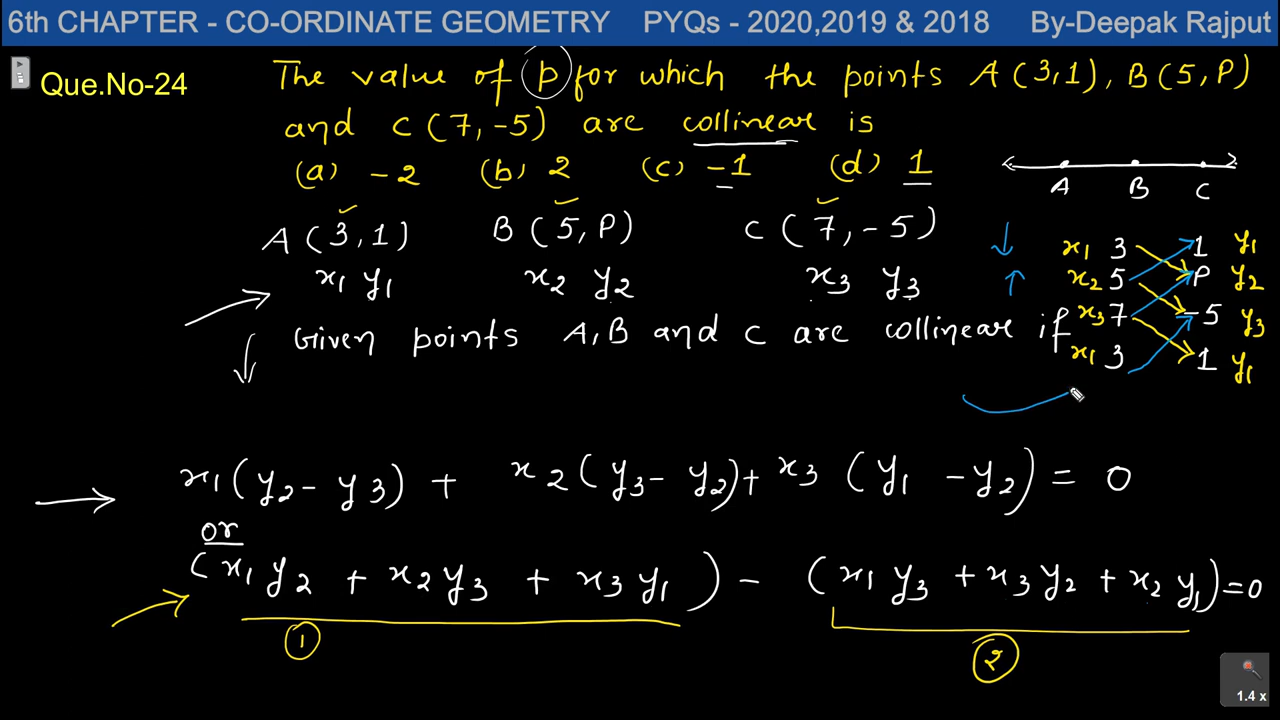 6th CHAPTER - CO-ORDINATE GEOMETRY PYQs - 2020,2019 & 2018 By-Deepak Rajput
Que.No-24
The value of p for which the points A(3,1), B(5,P)
and C(7,-5) are collinear is
(a) -2 (b) 2 (c) -1 (d) 1
A B C
A(3,1) B(5,P) C(7,-5)
x1 y1 x2 y2 x3 y3
x1 3 1 y1
x2 5 P y2
x3 7 -5 y3
x1 3 1 y1
Given points A,B and C are collinear if
x1(y2-y3) + x2(y3-y2)+ x3(y1-y2) = 0
or
(x1y2 + x2y3 + x3y1) - (x1y3 + x3y2 + x2y1)=0
1 2
1.4 x